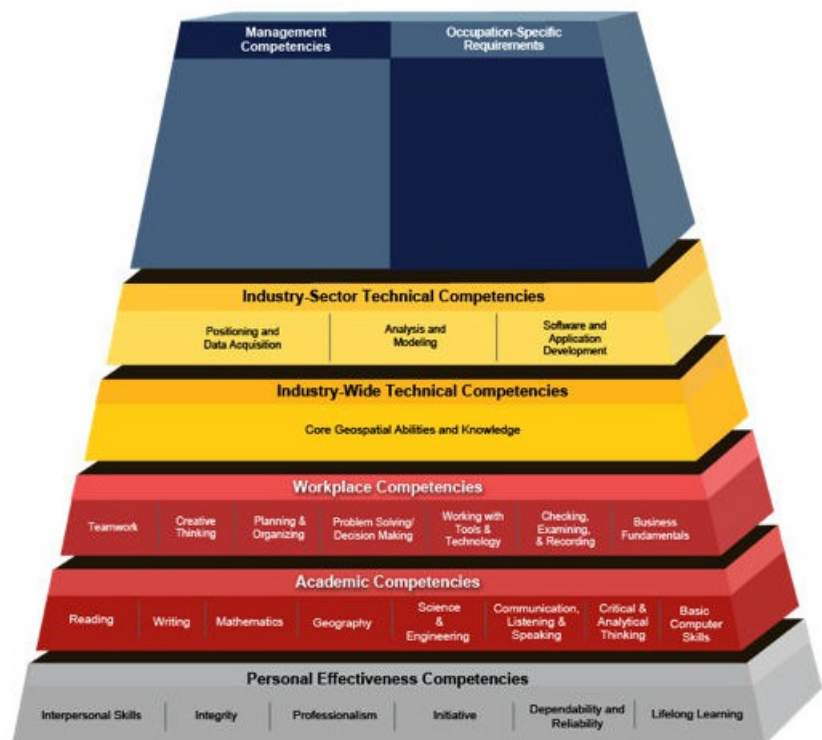 Management
Competencies
Occupation-Specific
Requirements
Industry-Sector Technical Competencies
Positioning and
Data Acquisition
Analysis and
Modeling
Software and
Application
Development
Industry-Wide Technical Competencies
Core Geospatial Abilities and Knowledge
Workplace Competencies
Teamwork
Creative
Thinking
Planning &
Organizing
Problem Solving/
Decision Making
Working with
Tools &
Technology
Checking,
Examining,
& Recording
Business
Fundamentals
Academic Competencies
Reading
Writing
Mathematics
Geography
Science
&
Engineering
Communication,
Listening &
Speaking
Critical &
Analytical
Thinking
Basic
Computer
Skills
Personal Effectiveness Competencies
Interpersonal Skills
Integrity
Professionalism
Initiative
Dependability and
Reliability
Lifelong Learning